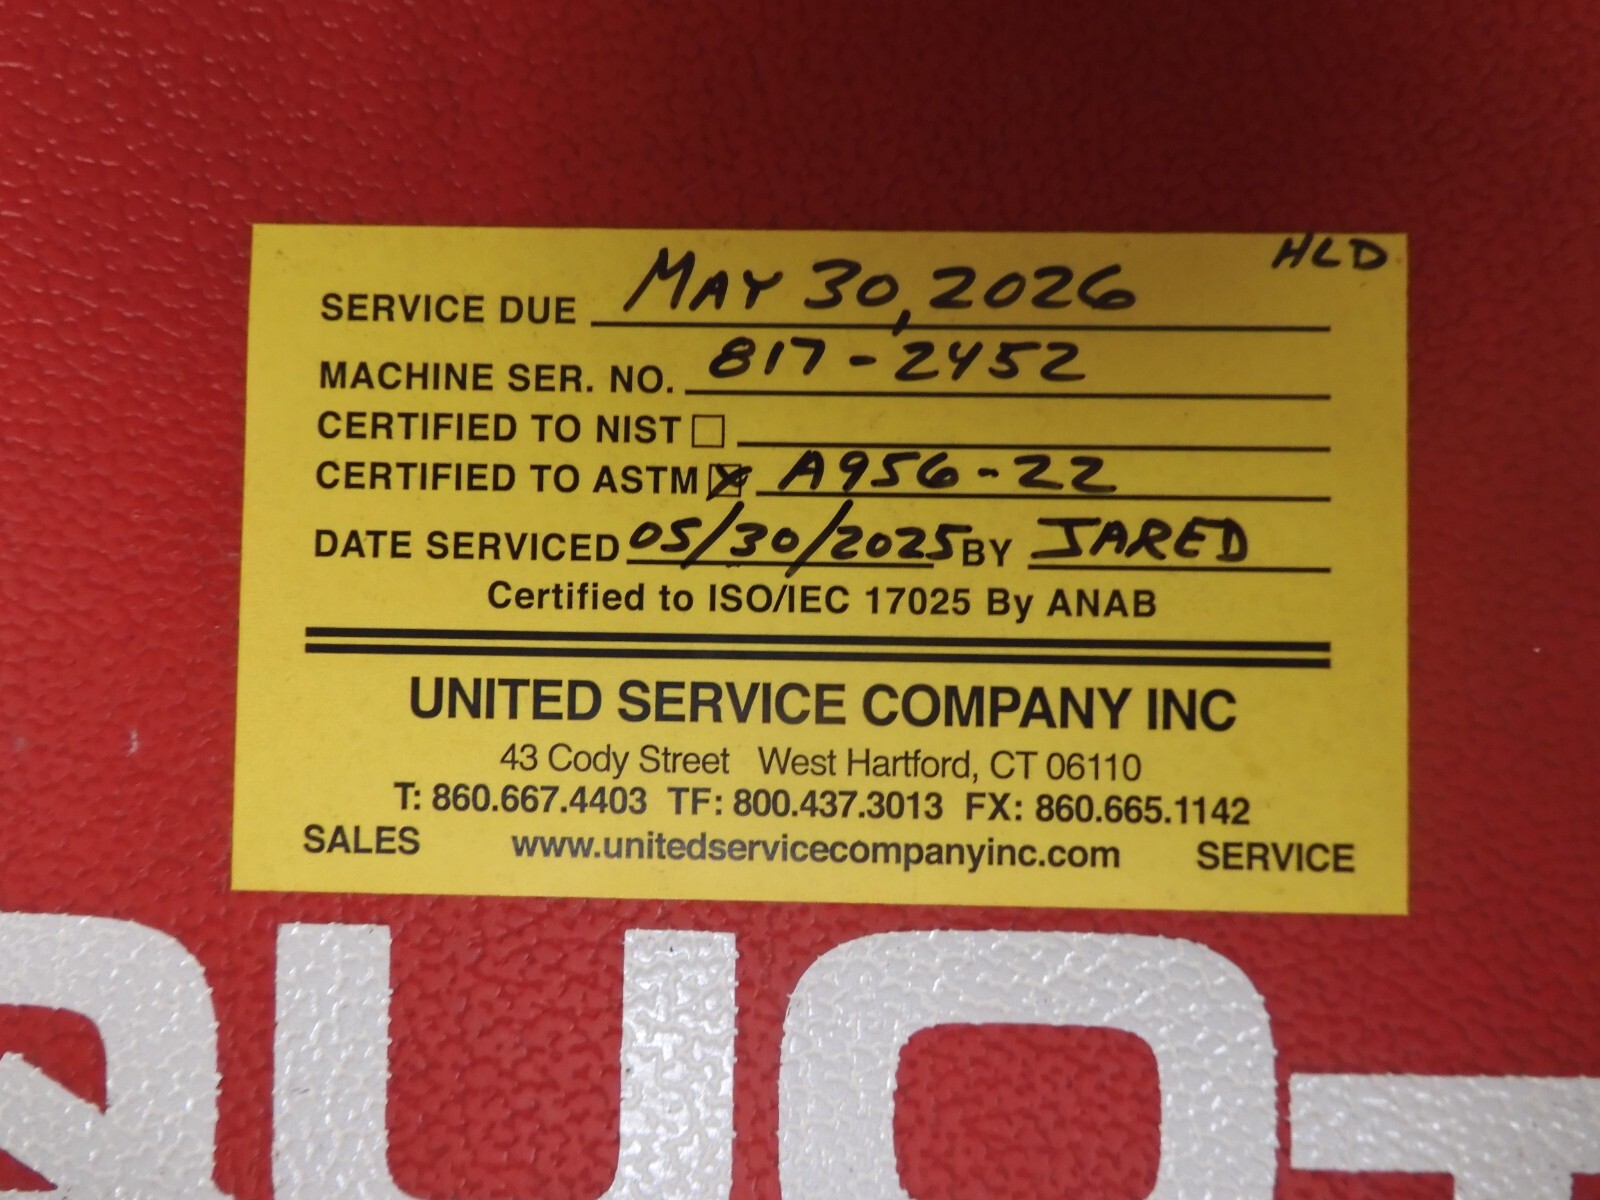 HLD
SERVICE DUE MAY 30, 2026
MACHINE SER. NO. 817-2452
CERTIFIED TO NIST
CERTIFIED TO ASTM A956-22
DATE SERVICED 05/30/2025 BY JARED
Certified to ISO/IEC 17025 By ANAB
UNITED SERVICE COMPANY INC
43 Cody Street West Hartford, CT 06110
T: 860.667.4403 TF: 800.437.3013 FX: 860.665.1142
SALES www.unitedservicecompanyinc.com SERVICE
QUOT